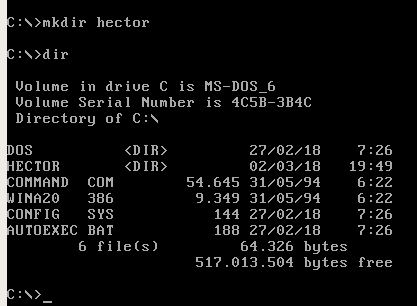 C:\>mkdir hector
C:\>dir
Volume in drive C is MS-DOS_6
Volume Serial Number is 4C5B-3B4C
Directory of C:\
DOS <DIR> 27/02/18 7:26
HECTOR <DIR> 02/03/18 19:49
COMMAND COM 54.645 31/05/94 6:22
WINA20 386 9.349 31/05/94 6:22
CONFIG SYS 144 27/02/18 7:26
AUTOEXEC BAT 188 27/02/18 7:26
6 file(s) 64.326 bytes
517.013.504 bytes free
C:\>_